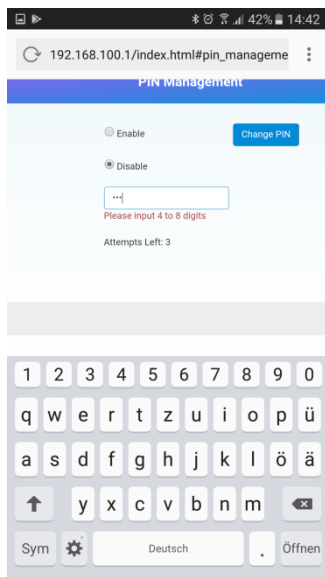 42% 14:42
192.168.100.1/index.html#pin_manageme
PIN Management
Enable
Change PIN
Disable
•••
Please input 4 to 8 digits
Attempts Left: 3
1 2 3 4 5 6 7 8 9 0
q w e r t z u i o p ü
a s d f g h j k l ö ä
y x c v b n m
Sym Deutsch . Öffnen